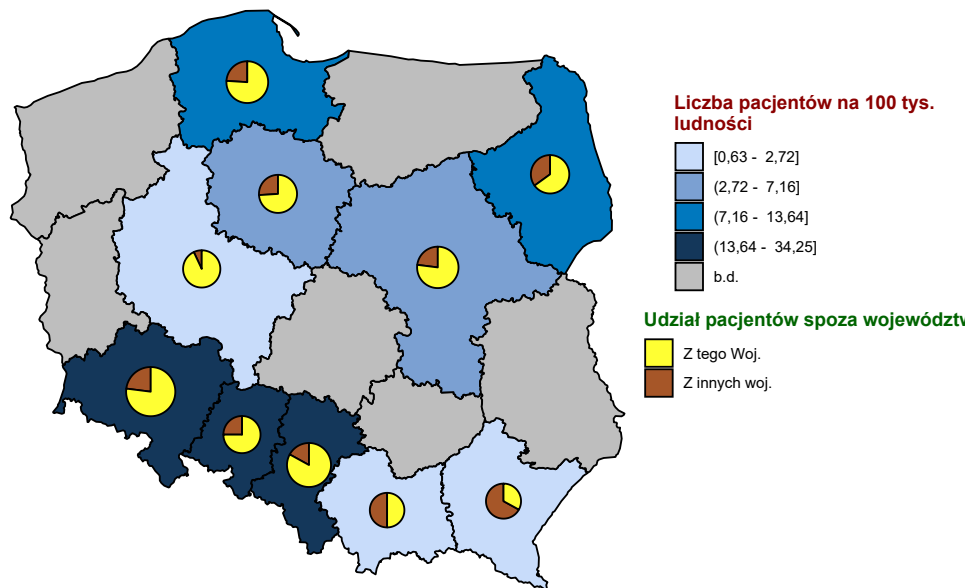 Liczba pacjentów na 100 tys.
ludności
[0,63 - 2,72]
(2,72 - 7,16]
(7,16 - 13,64]
(13,64 - 34,25]
b.d.
Udział pacjentów spoza województw
Z tego Woj.
Z innych woj.